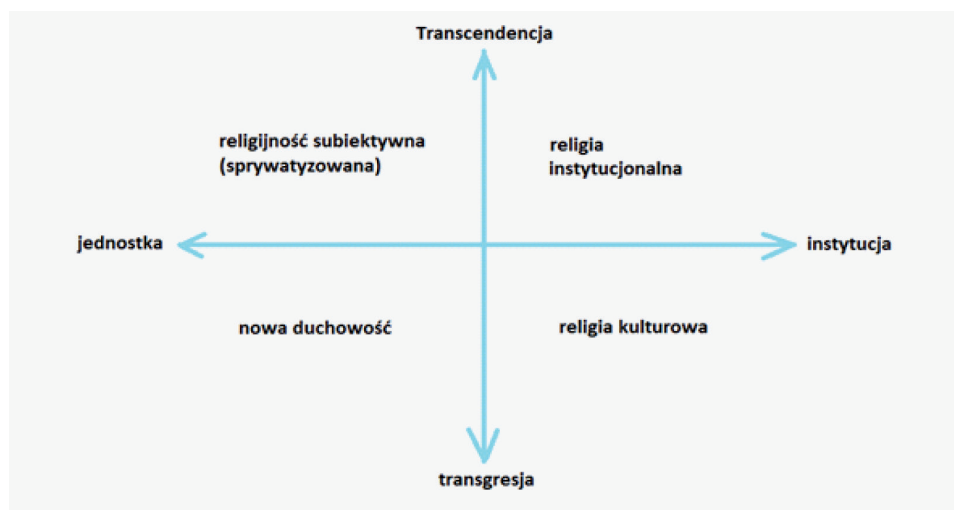 Transcendencja
religijność subiektywna
(sprywatyzowana)
religia
instytucjonalna
jednostka
instytucja
nowa duchowość
religia kulturowa
transgresja